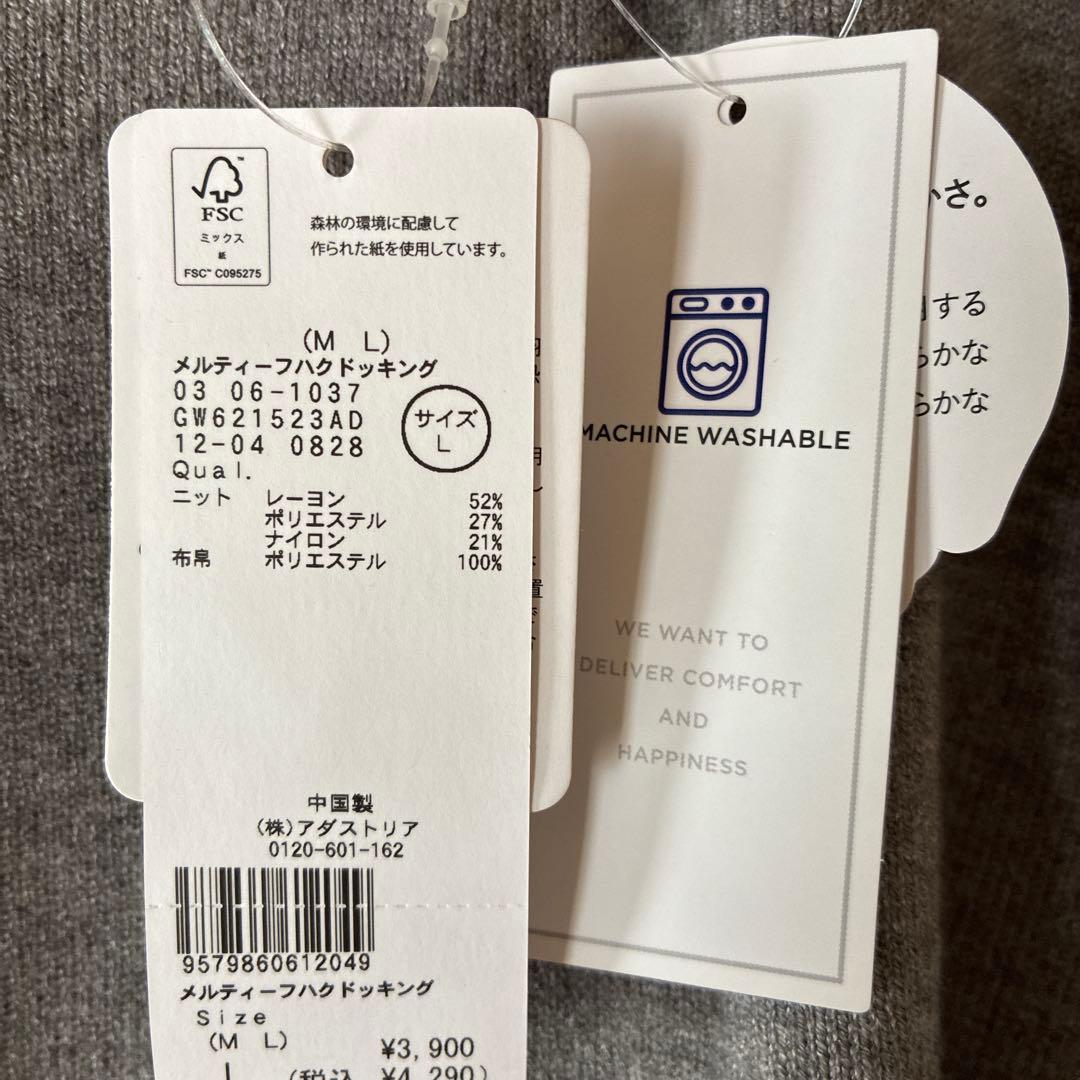 FSC™
ミックス
紙
FSC™ C095275
森林の環境に配慮して
作られた紙を使用しています。
(M L)
メルティーフハクドッキング
03 06-1037
GW621523AD
12-04 0828
サイズ
L
Qual.
ニット レーヨン 52%
ポリエステル 27%
ナイロン 21%
布帛 ポリエステル 100%
中国製
(株)アダストリア
0120-601-162
9579860612049
メルティーフハクドッキング
Size
(M L)
¥3,900
L (税込 ¥4,290)
MACHINE WASHABLE
WE WANT TO
DELIVER COMFORT
AND
HAPPINESS
さ。
する
らかな
らかな